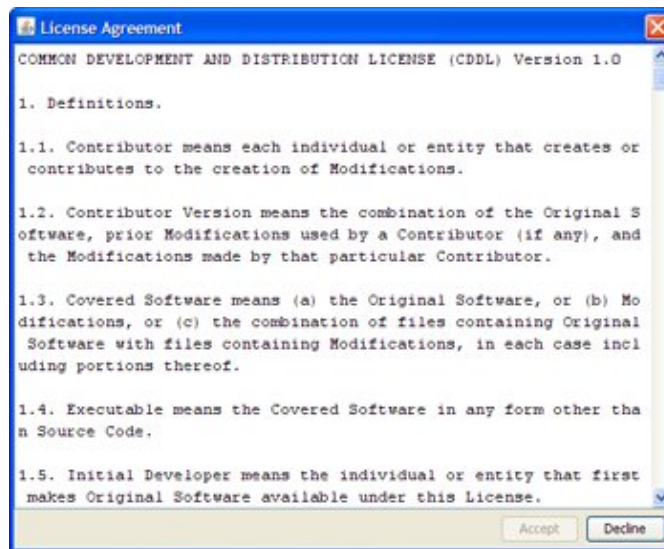 License Agreement
COMMON DEVELOPMENT AND DISTRIBUTION LICENSE (CDDL) Version 1.0
1. Definitions.
1.1. Contributor means each individual or entity that creates or
contributes to the creation of Modifications.
1.2. Contributor Version means the combination of the Original S
oftware, prior Modifications used by a Contributor (if any), and
the Modifications made by that particular Contributor.
1.3. Covered Software means (a) the Original Software, or (b) Mo
difications, or (c) the combination of files containing Original
Software with files containing Modifications, in each case incl
uding portions thereof.
1.4. Executable means the Covered Software in any form other tha
n Source Code.
1.5. Initial Developer means the individual or entity that first
makes Original Software available under this License.
Accept Decline